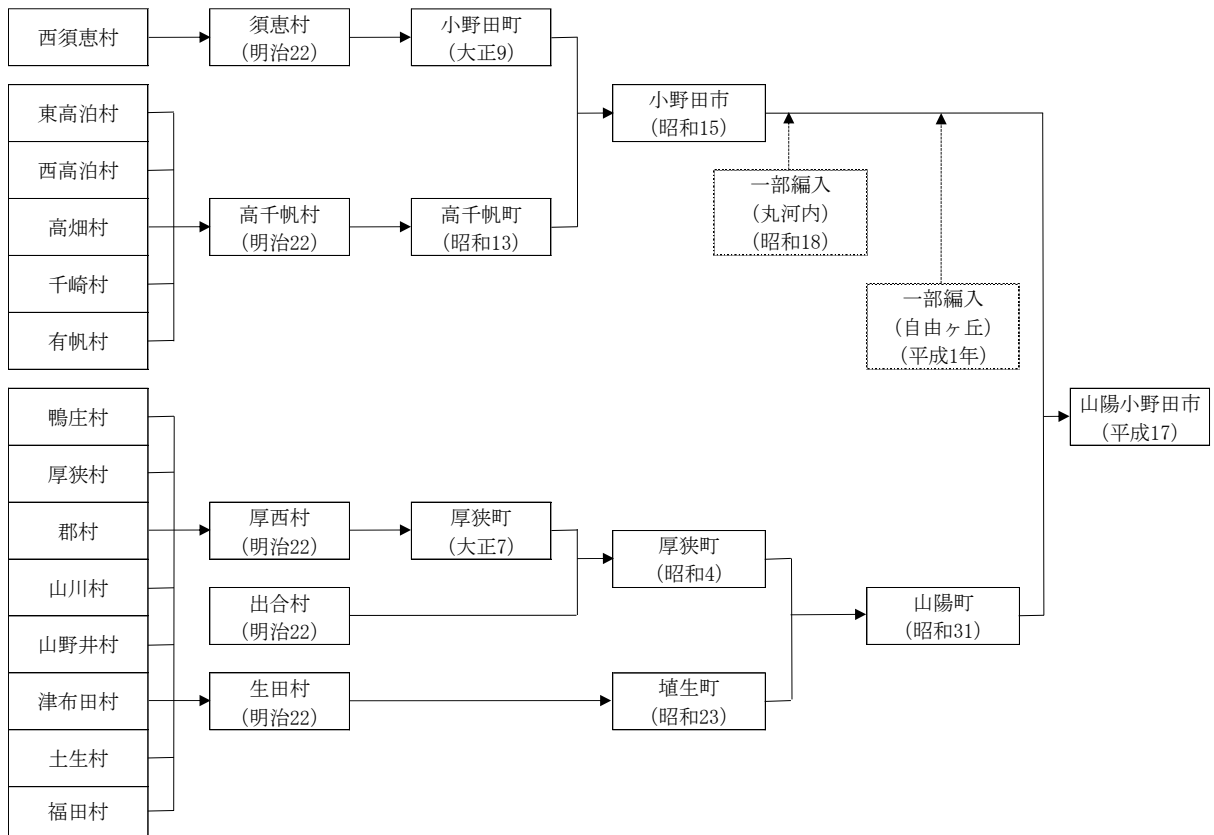 西須恵村
須恵村
(明治22)
小野田町
(大正9)
東高泊村
西高泊村
高畑村
千崎村
有帆村
高千帆村
(明治22)
高千帆町
(昭和13)
小野田市
(昭和15)
一部編入
(丸河内)
(昭和18)
一部編入
(自由ヶ丘)
(平成1年)
鴨庄村
厚狭村
郡村
山川村
山野井村
津布田村
土生村
福田村
厚西村
(明治22)
厚狭町
(大正7)
出合村
(明治22)
厚狭町
(昭和4)
生田村
(明治22)
埴生町
(昭和23)
山陽町
(昭和31)
山陽小野田市
(平成17)